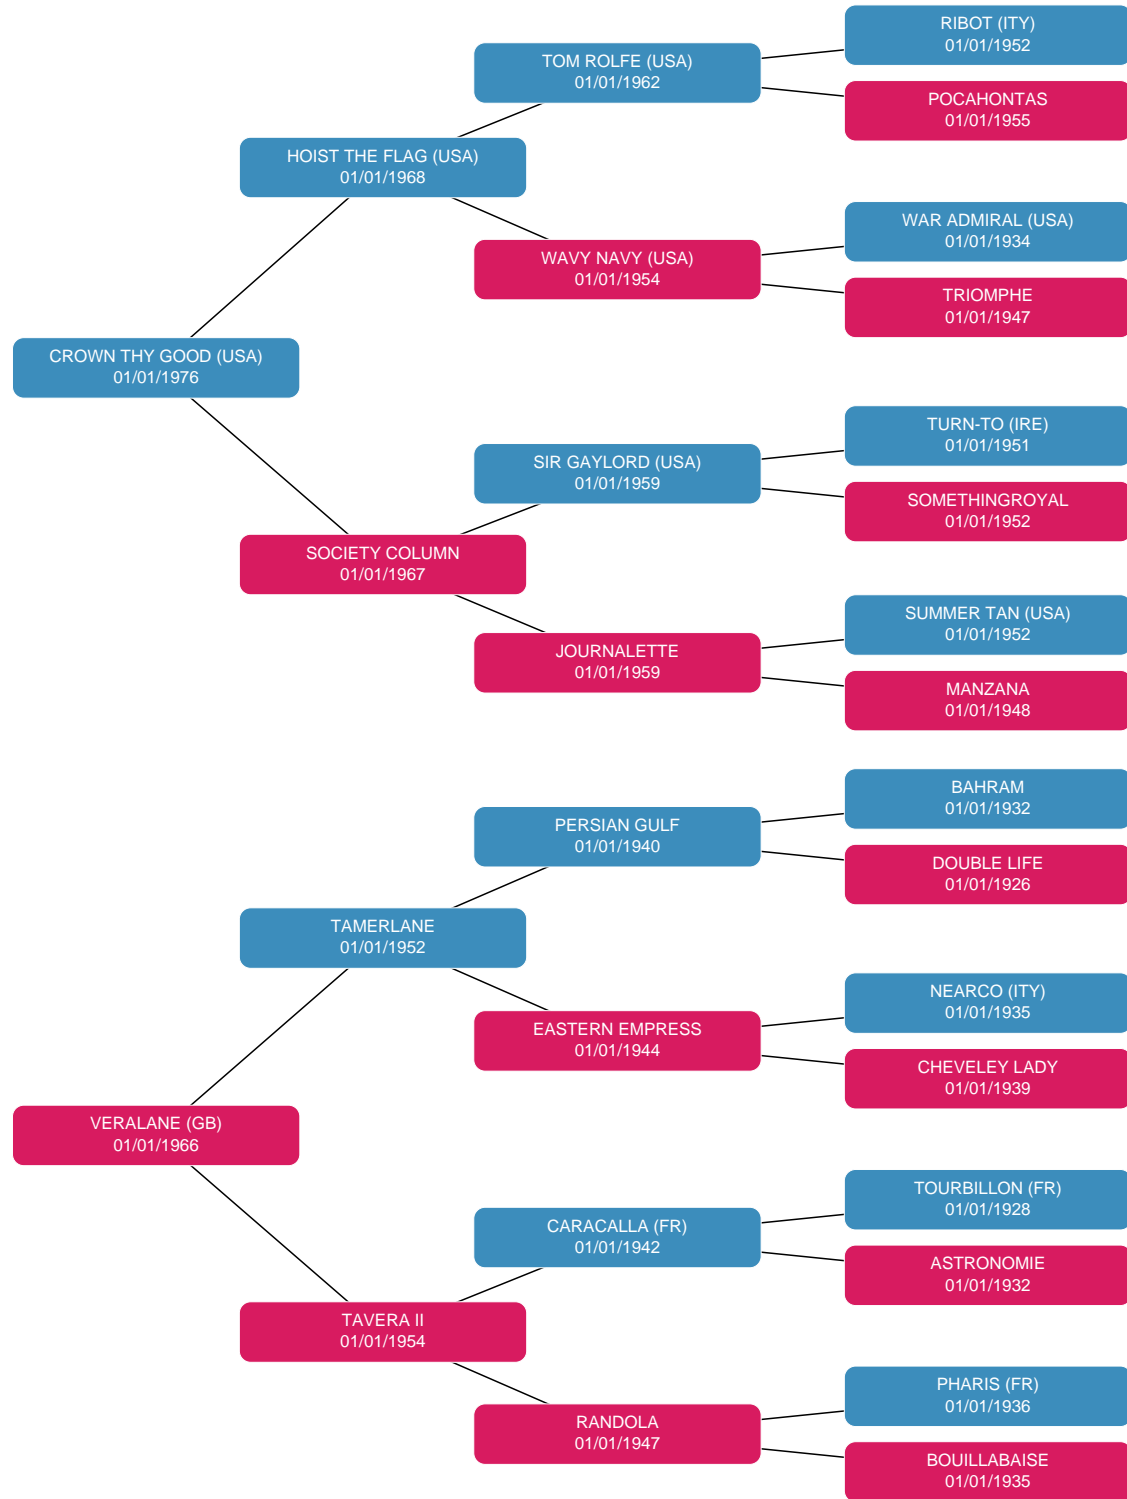 RIBOT (ITY)
01/01/1952
TOM ROLFE (USA)
01/01/1962
POCAHONTAS
01/01/1955
HOIST THE FLAG (USA)
01/01/1968
WAR ADMIRAL (USA)
01/01/1934
WAVY NAVY (USA)
01/01/1954
TRIOMPHE
01/01/1947
CROWN THY GOOD (USA)
01/01/1976
TURN-TO (IRE)
01/01/1951
SIR GAYLORD (USA)
01/01/1959
SOMETHINGROYAL
01/01/1952
SOCIETY COLUMN
01/01/1967
SUMMER TAN (USA)
01/01/1952
JOURNALETTE
01/01/1959
MANZANA
01/01/1948
BAHRAM
01/01/1932
PERSIAN GULF
01/01/1940
DOUBLE LIFE
01/01/1926
TAMERLANE
01/01/1952
NEARCO (ITY)
01/01/1935
EASTERN EMPRESS
01/01/1944
CHEVELEY LADY
01/01/1939
VERALANE (GB)
01/01/1966
TOURBILLON (FR)
01/01/1928
CARACALLA (FR)
01/01/1942
ASTRONOMIE
01/01/1932
TAVERA II
01/01/1954
PHARIS (FR)
01/01/1936
RANDOLA
01/01/1947
BOUILLABAISE
01/01/1935